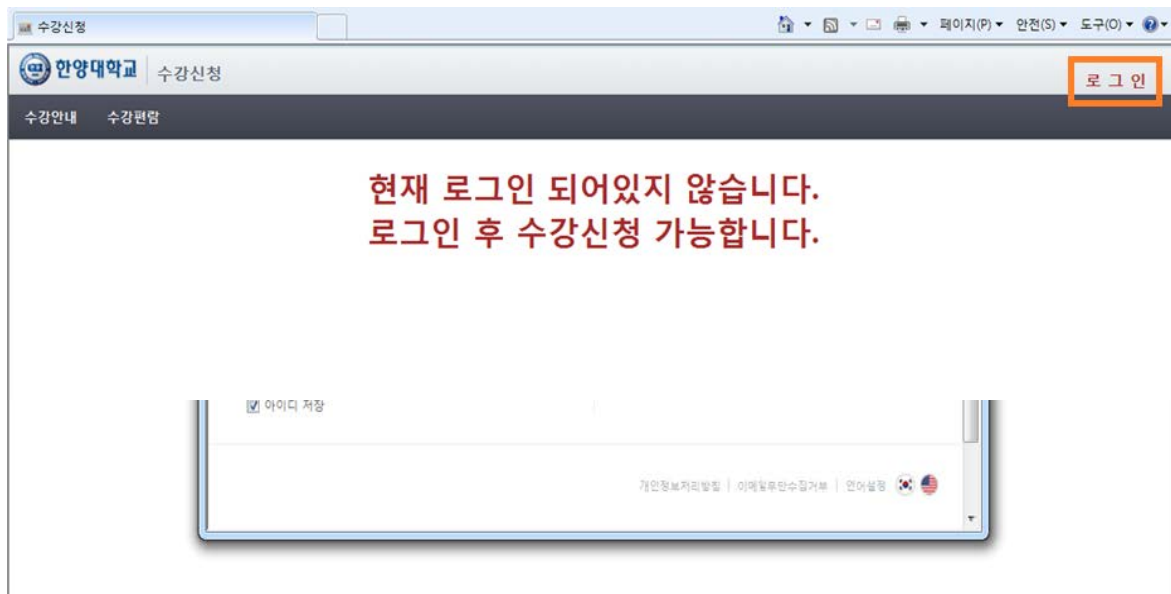 수강신청
페이지(P) 안전(S) 도구(O)
한양대학교 수강신청
로 그 인
수강안내 수강편람
현재 로그인 되어있지 않습니다.
로그인 후 수강신청 가능합니다.
아이디 저장
개인정보처리방침 | 이메일무단수집거부 | 언어설정